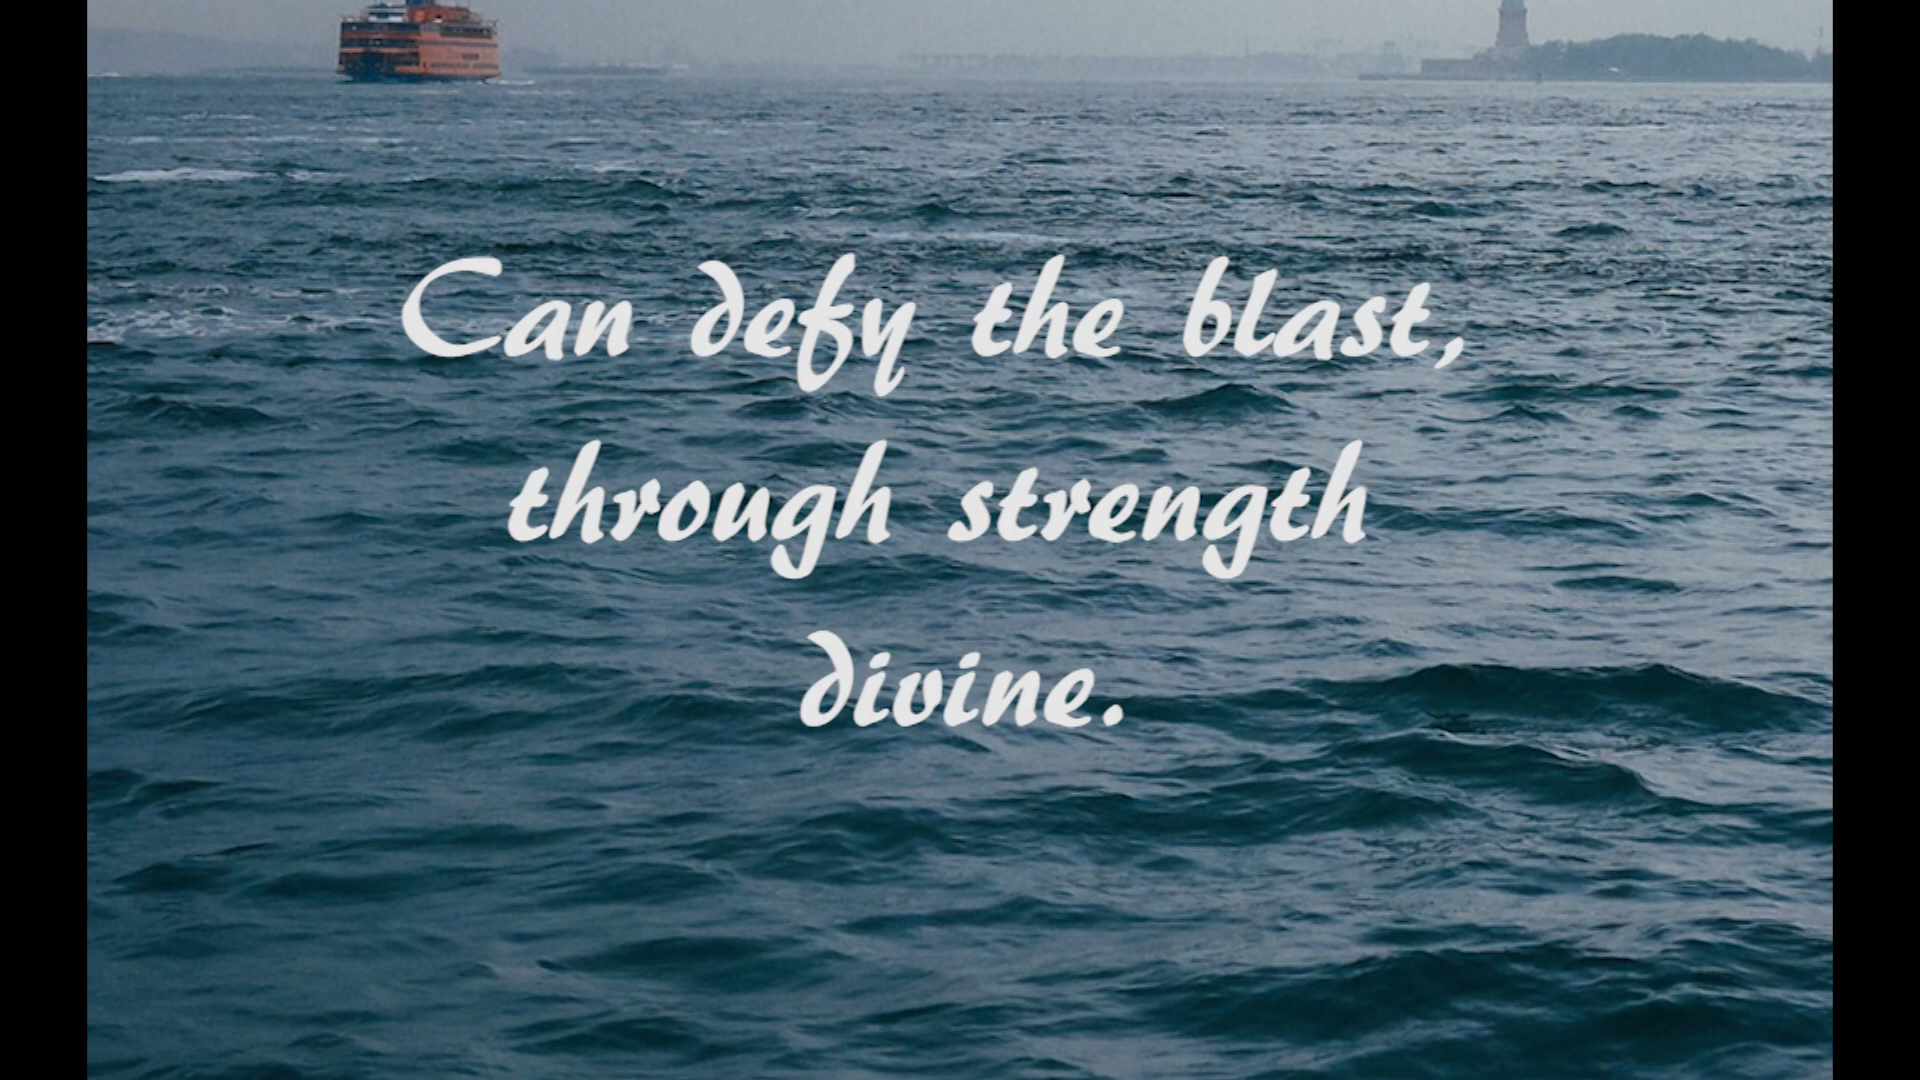 Can defy the blast,
through strength
divine.